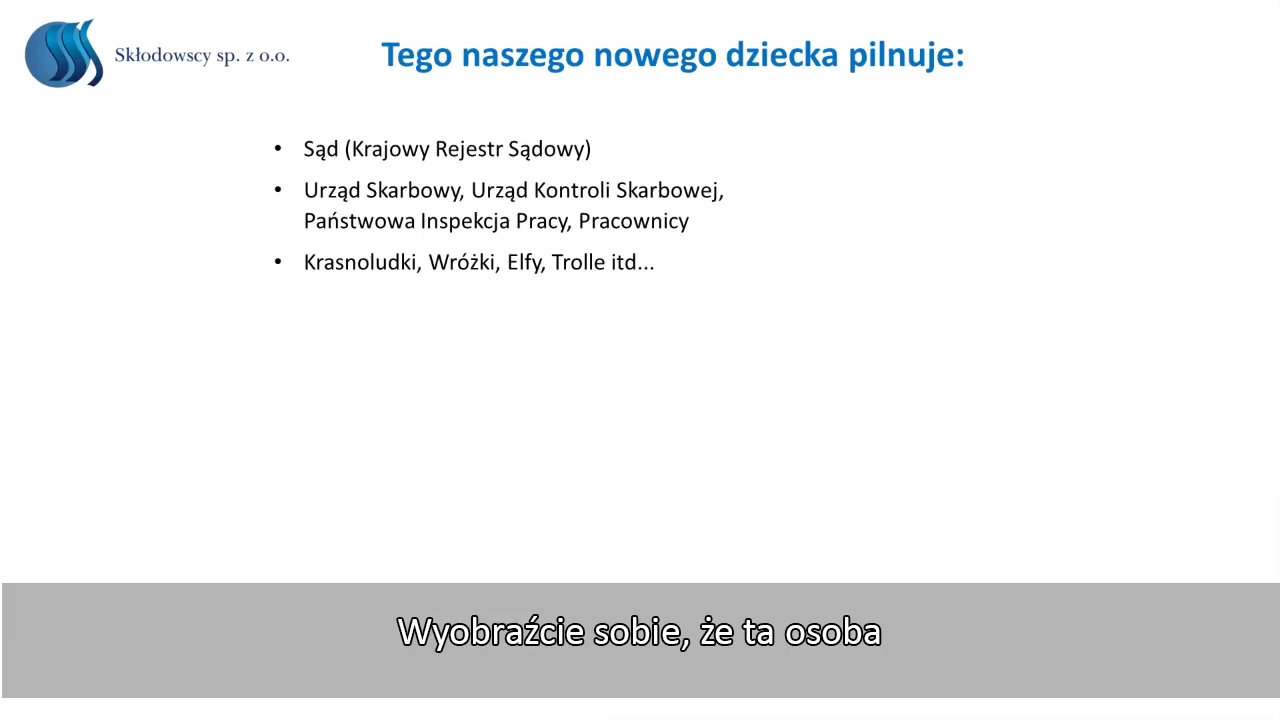 Skłodowscy sp. z o.o.
Tego naszego nowego dziecka pilnuje:
• Sąd (Krajowy Rejestr Sądowy)
• Urząd Skarbowy, Urząd Kontroli Skarbowej,
Państwowa Inspekcja Pracy, Pracownicy
• Krasnoludki, Wróżki, Elfy, Trolle itd...
Wyobraźcie sobie, że ta osoba